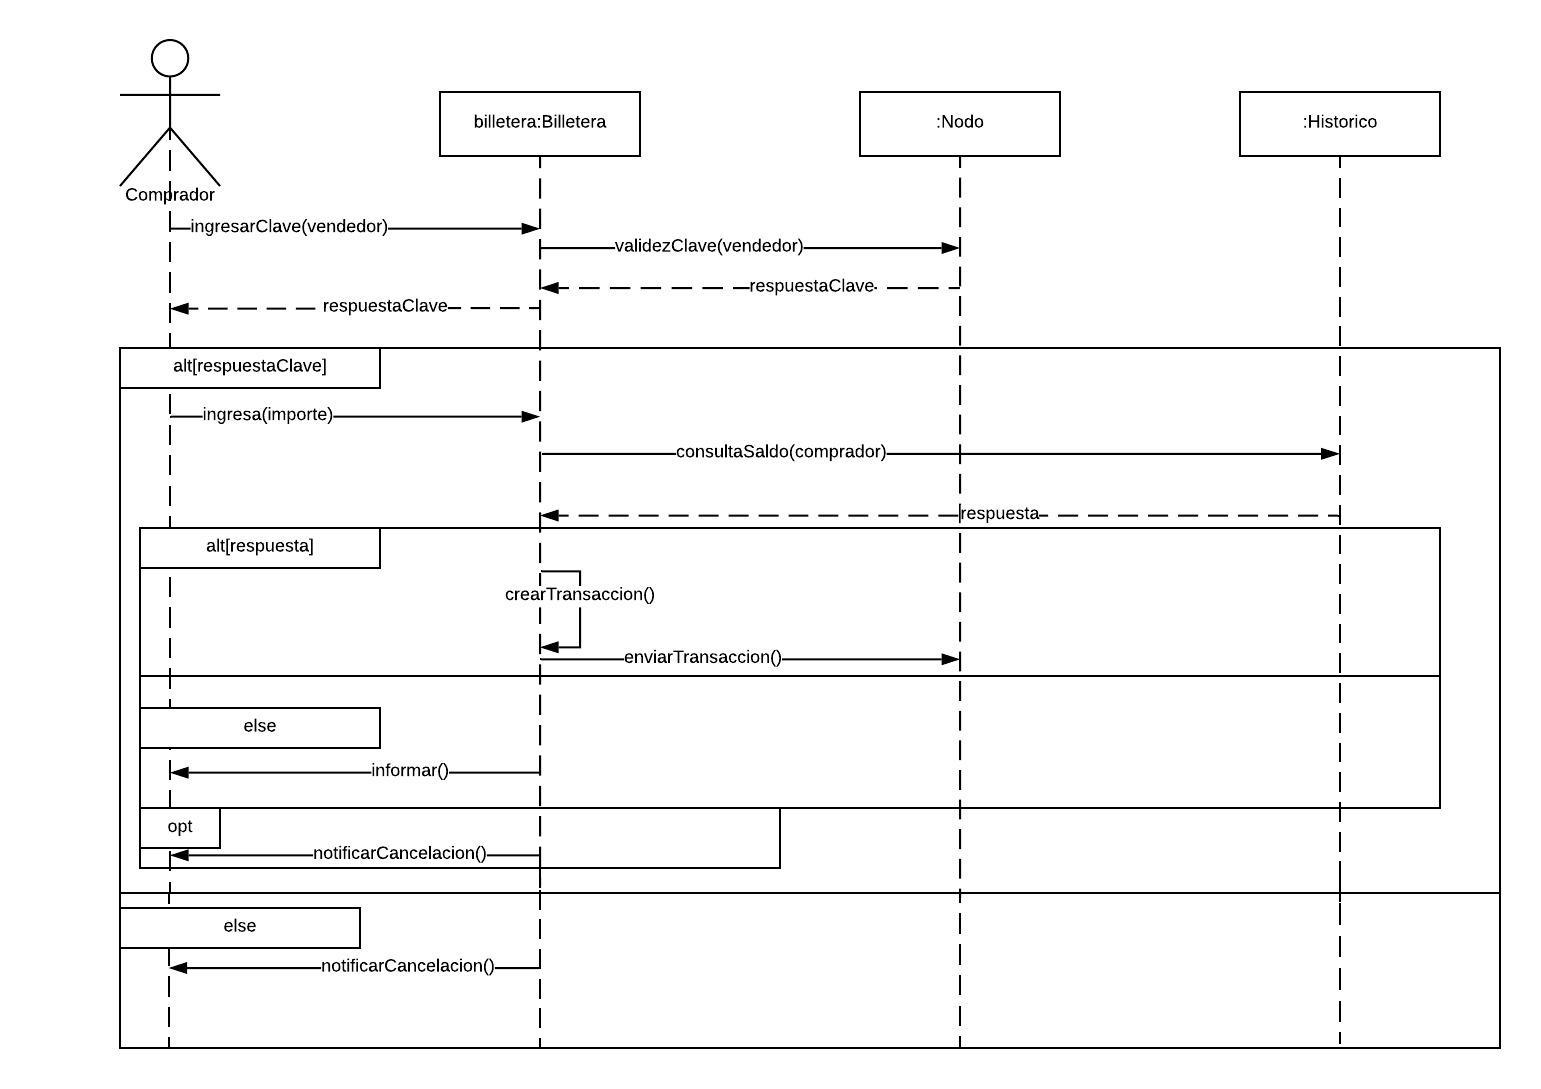 billetera:Billetera
:Nodo
:Historico
Comprador
ingresarClave(vendedor)
validezClave(vendedor)
respuestaClave
respuestaClave
alt[respuestaClave]
ingresa(importe)
consultaSaldo(comprador)
respuesta
alt[respuesta]
crearTransaccion()
enviarTransaccion()
else
informar()
opt
notificarCancelacion()
else
notificarCancelacion()